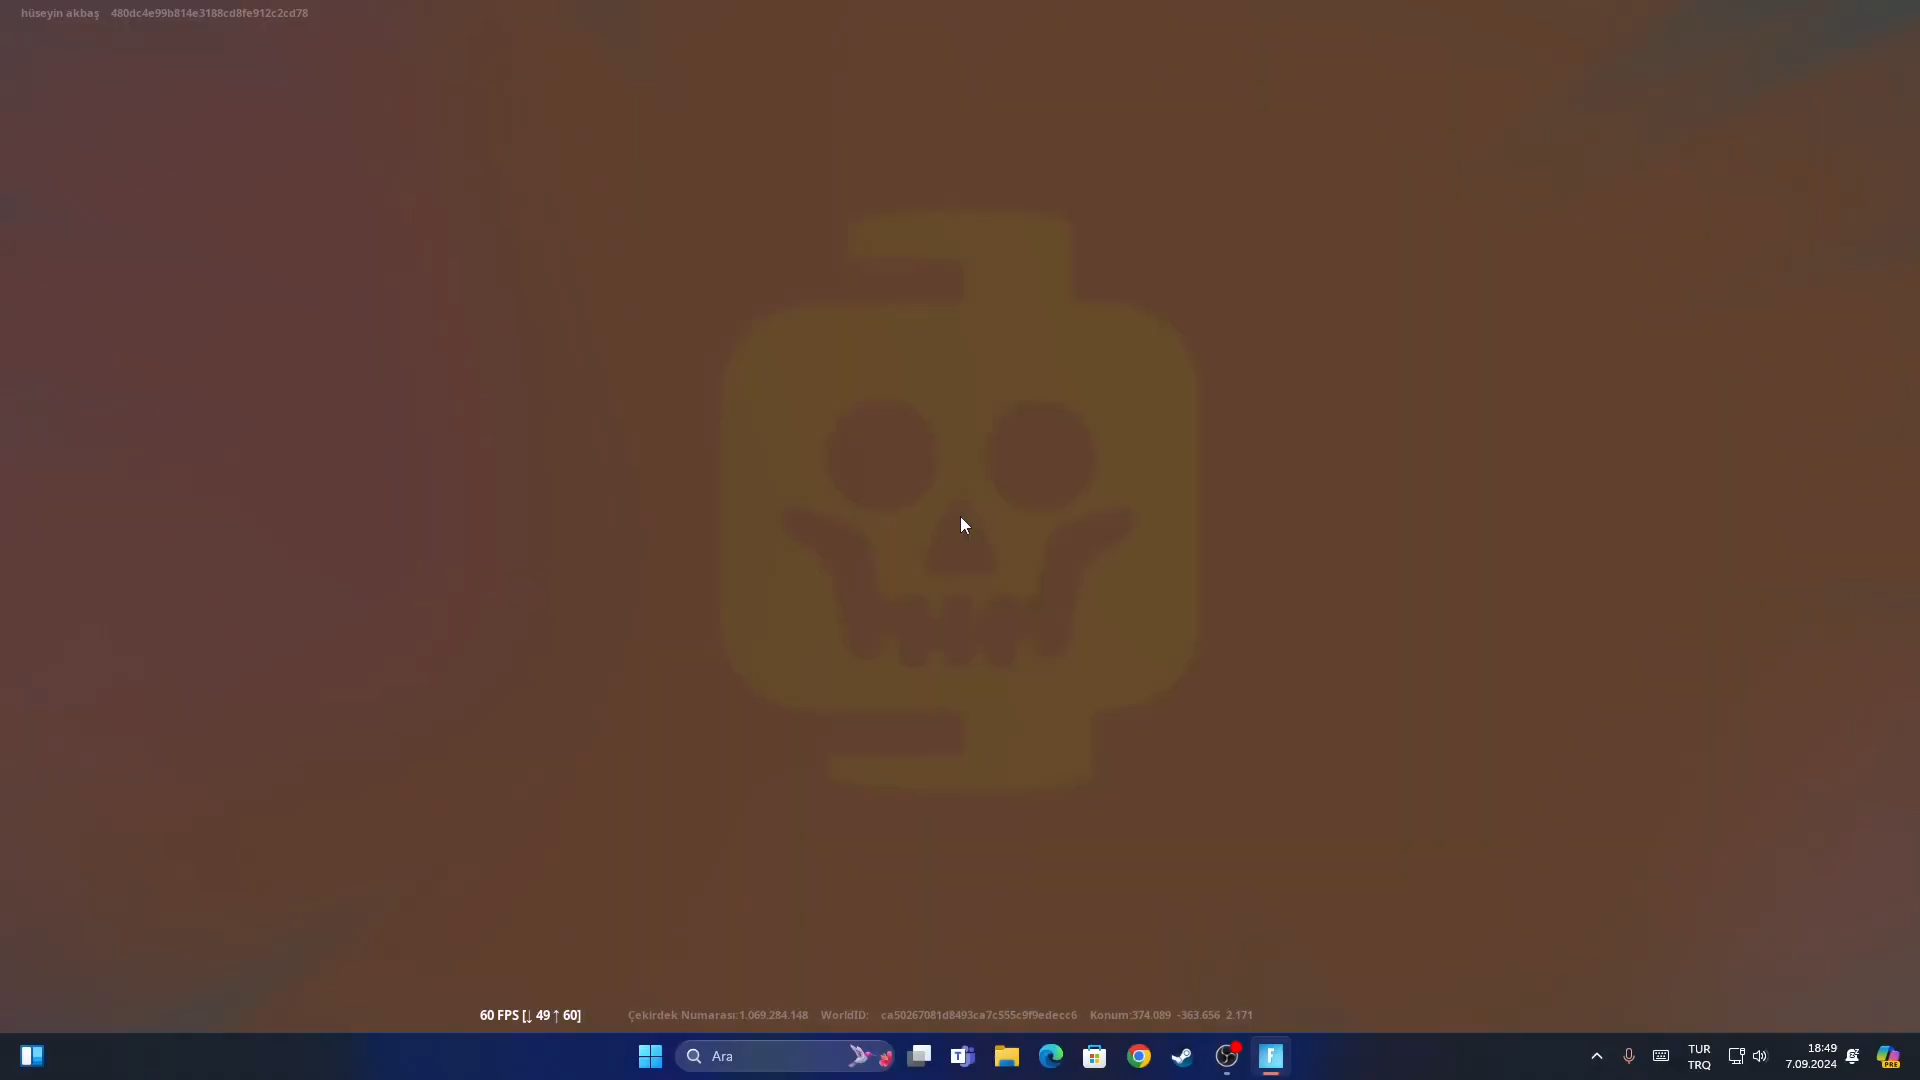 hüseyin akbaş 480dc4e99b814e3188cd8fe912c2cd78
60 FPS [↓ 49 ↑ 60] Çekirdek Numarası:1.069.284.148 WorldID: ca50267081d8493ca7c555c9f9edecc6 Konum:374.089 -363.656 2.171
Ara
TUR
TRQ
18:49
7.09.2024
PRE